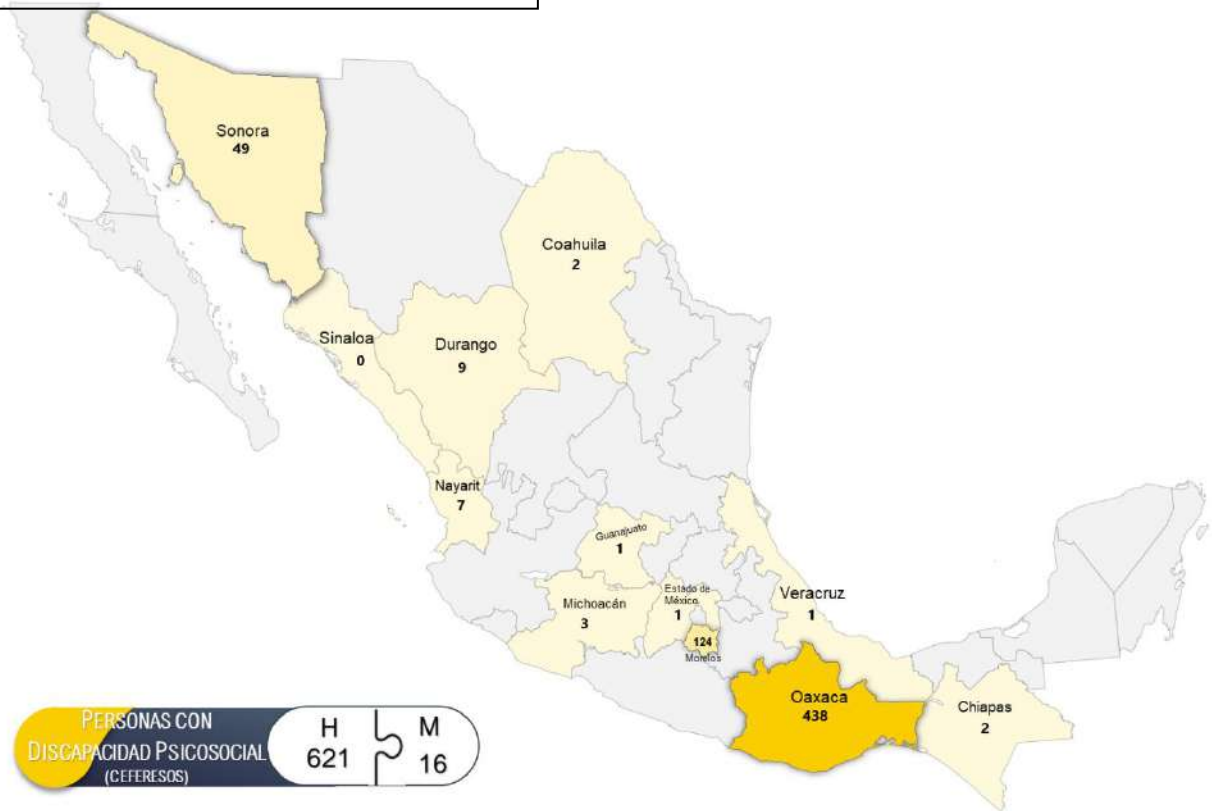 Sonora
49
Coahuila
2
Sinaloa
0
Durango
9
Nayarit
7
Guanajuato
1
Michoacán
3
Estado de
México
1
124
Morelos
Veracruz
1
Oaxaca
438
Chiapas
2
PERSONAS CON
DISCAPACIDAD PSICOSOCIAL
(CEFERESOS)
H
621
M
16